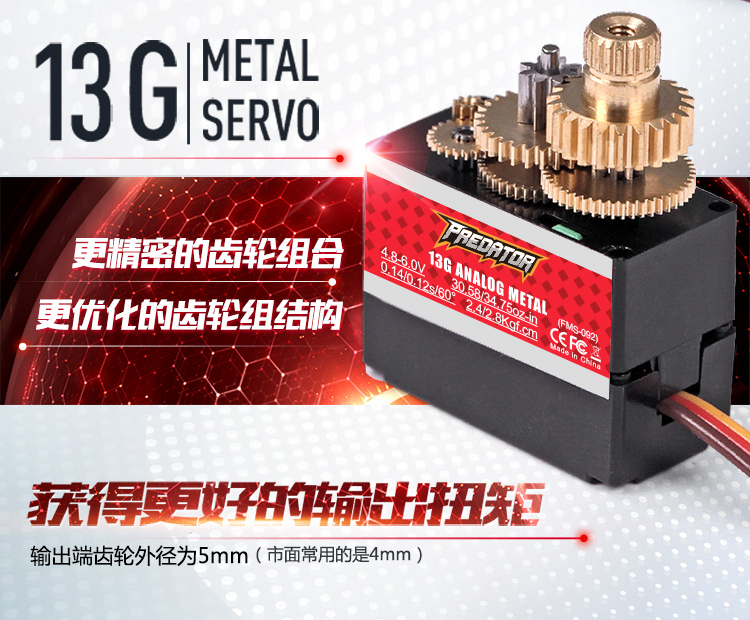 13G
METAL
SERVO
更精密的齿轮组合
更优化的齿轮组结构
PREDATOR
13G ANALOG METAL
4.8-6.0V 30.58/34.75oz-in
0.14/0.12s/60° 2.4/2.8Kgf.cm
(FMS-092)
CE FC
Made in China
获得更好的输出扭矩
输出端齿轮外径为5mm（市面常用的是4mm）